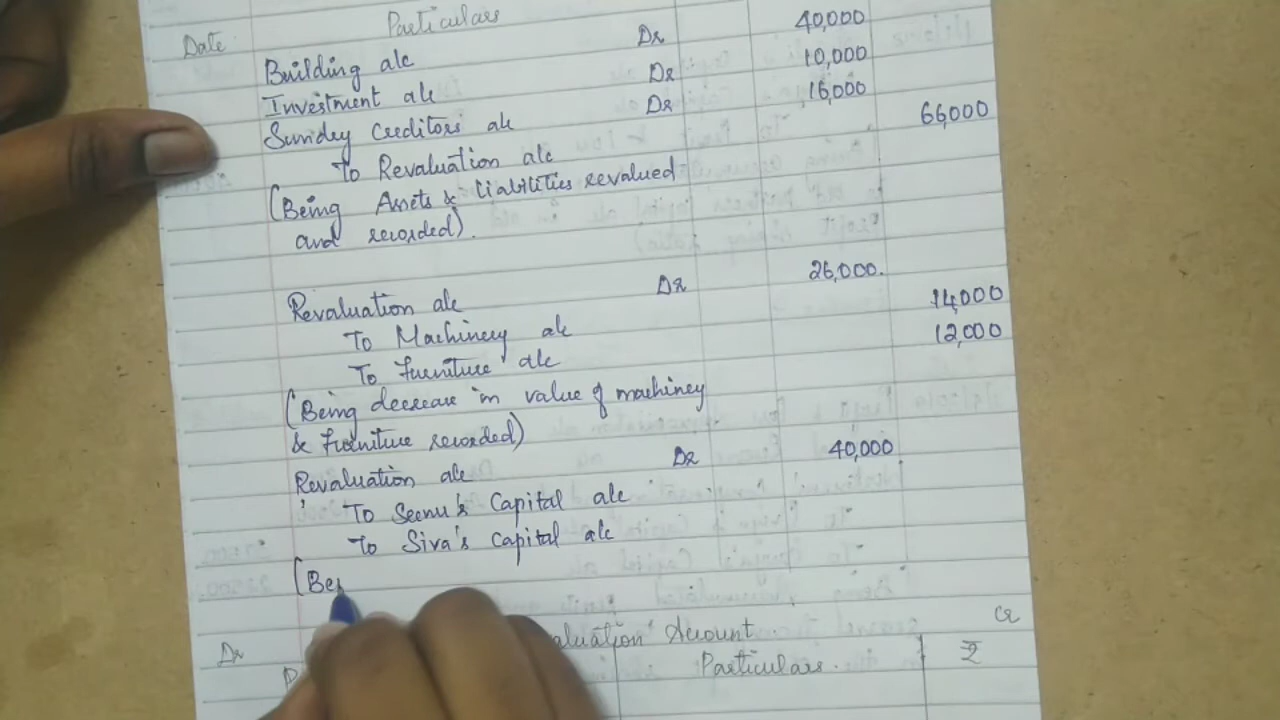 Date Particulars
Building a/c Dr 40,000
Investment a/c Dr 10,000
Sundry Creditors a/c Dr 16,000
To Revaluation a/c 66,000
(Being Assets & liabilities revalued
and recorded).
Revaluation a/c Dr 26,000.
To Machinery a/c 14,000
To Furniture a/c 12,000
(Being decrease in value of machinery
& Furniture recorded)
Revaluation a/c Dr 40,000
To Seenu's Capital a/c
To Siva's Capital a/c
(Bei
aluation Account
Dr Cr
P Particulars. ₹